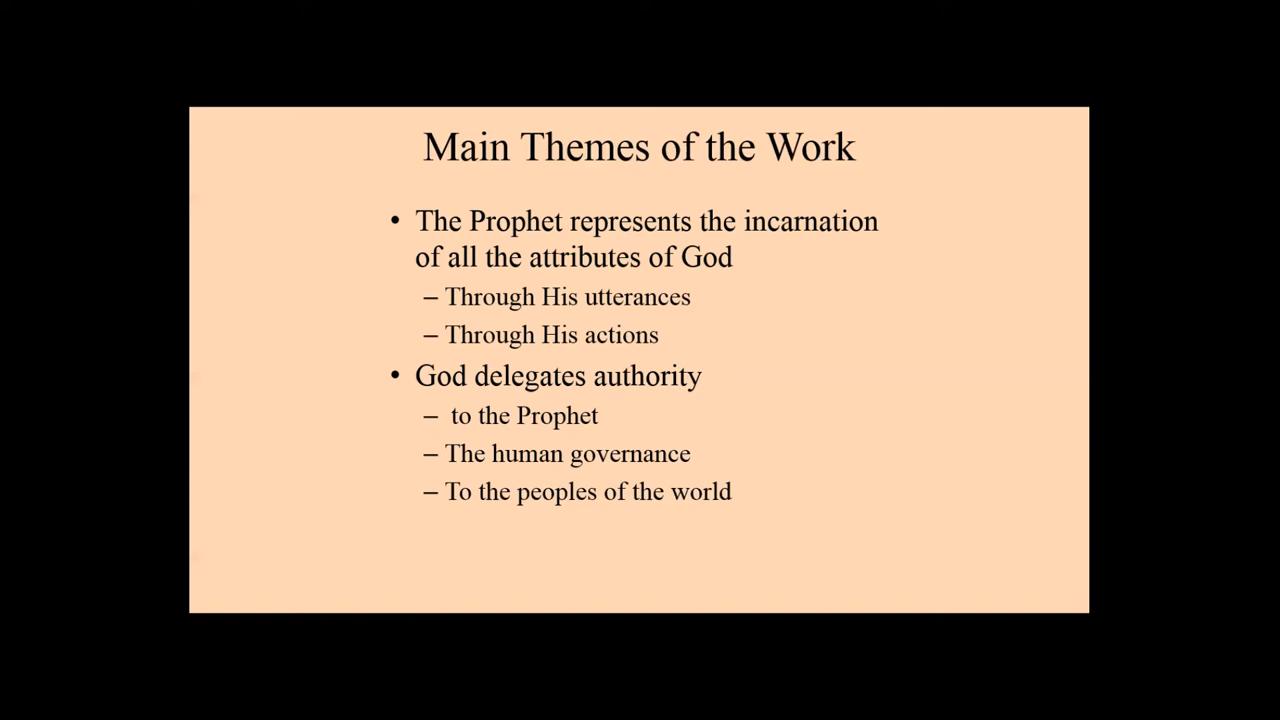 Main Themes of the Work
• The Prophet represents the incarnation
of all the attributes of God
– Through His utterances
– Through His actions
• God delegates authority
– to the Prophet
– The human governance
– To the peoples of the world